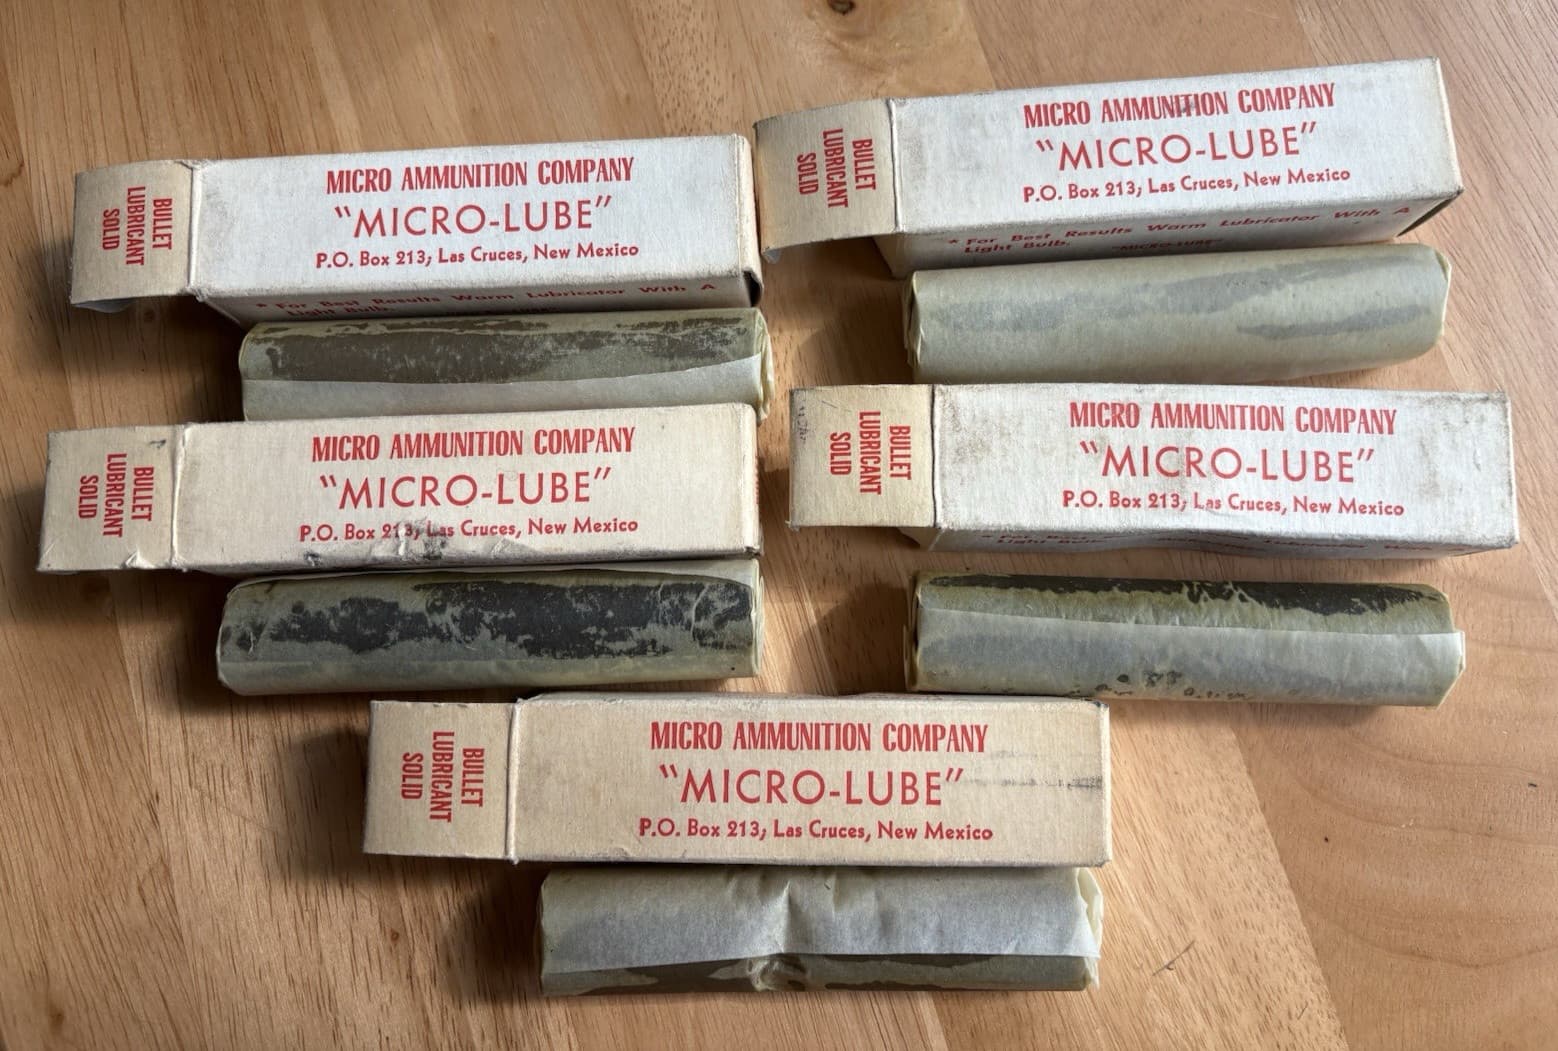 BULLET
LUBRICANT
SOLID
MICRO AMMUNITION COMPANY
"MICRO-LUBE"
P.O. Box 213, Las Cruces, New Mexico
* For Best Results Warm Lubricator With A
Light Bulb.
BULLET
LUBRICANT
SOLID
MICRO AMMUNITION COMPANY
"MICRO-LUBE"
P.O. Box 213, Las Cruces, New Mexico
* For Best Results Warm Lubricator With A
Light Bulb. "MICRO-LUBE"
BULLET
LUBRICANT
SOLID
MICRO AMMUNITION COMPANY
"MICRO-LUBE"
P.O. Box 213, Las Cruces, New Mexico
BULLET
LUBRICANT
SOLID
MICRO AMMUNITION COMPANY
"MICRO-LUBE"
P.O. Box 213, Las Cruces, New Mexico
BULLET
LUBRICANT
SOLID
MICRO AMMUNITION COMPANY
"MICRO-LUBE"
P.O. Box 213, Las Cruces, New Mexico